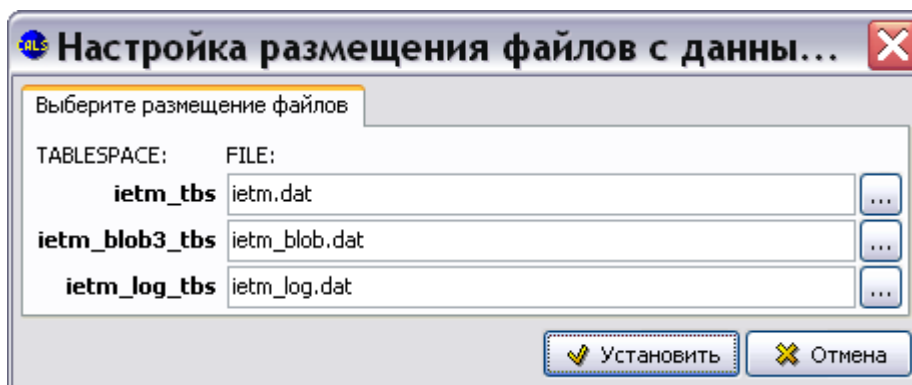 CALS Настройка размещения файлов с данны...
Выберите размещение файлов
TABLESPACE: FILE:
ietm_tbs ietm.dat ...
ietm_blob3_tbs ietm_blob.dat ...
ietm_log_tbs ietm_log.dat ...
Установить Отмена